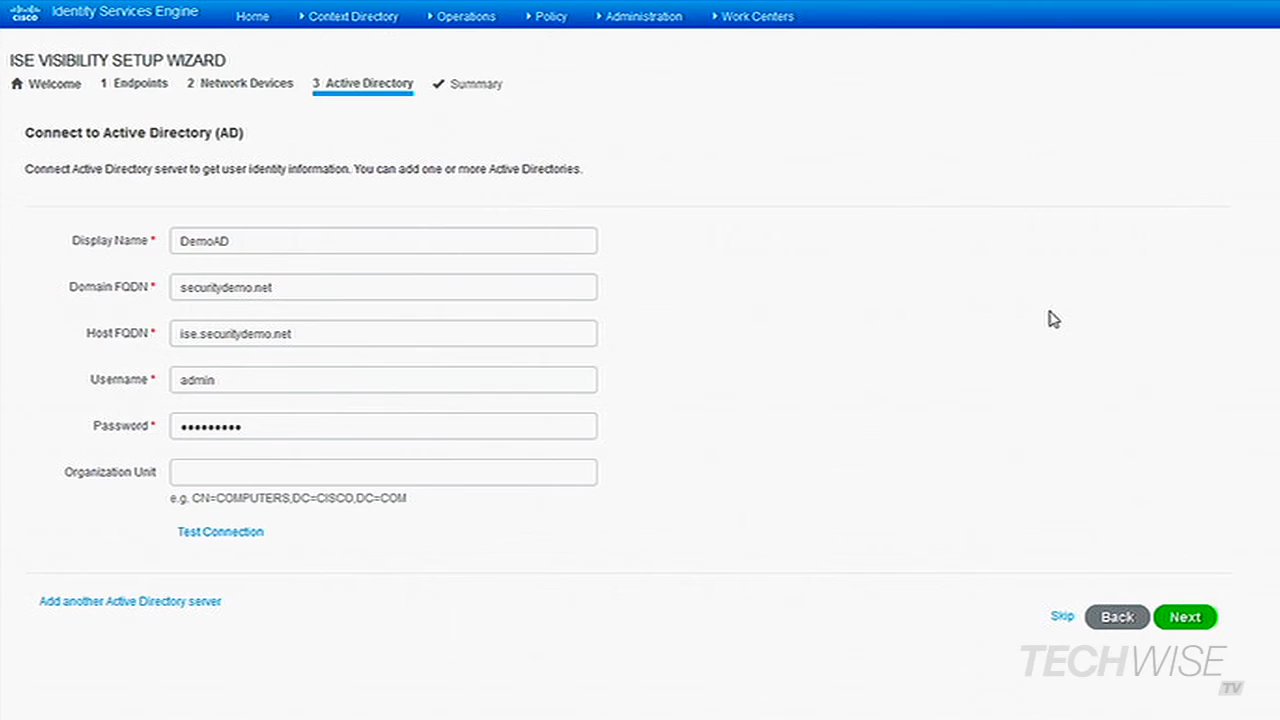 CISCO Identity Services Engine Home Context Directory Operations Policy Administration Work Centers
ISE VISIBILITY SETUP WIZARD
Welcome 1 Endpoints 2 Network Devices 3 Active Directory Summary
Connect to Active Directory (AD)
Connect Active Directory server to get user identity information. You can add one or more Active Directories.
Display Name * DemoAD
Domain FQDN * securitydemo.net
Host FQDN * ise.securitydemo.net
Username * admin
Password * •••••••••
Organization Unit
e.g. CN=COMPUTERS,DC=CISCO,DC=COM
Test Connection
Add another Active Directory server
Skip Back Next
TECHWISE
TV